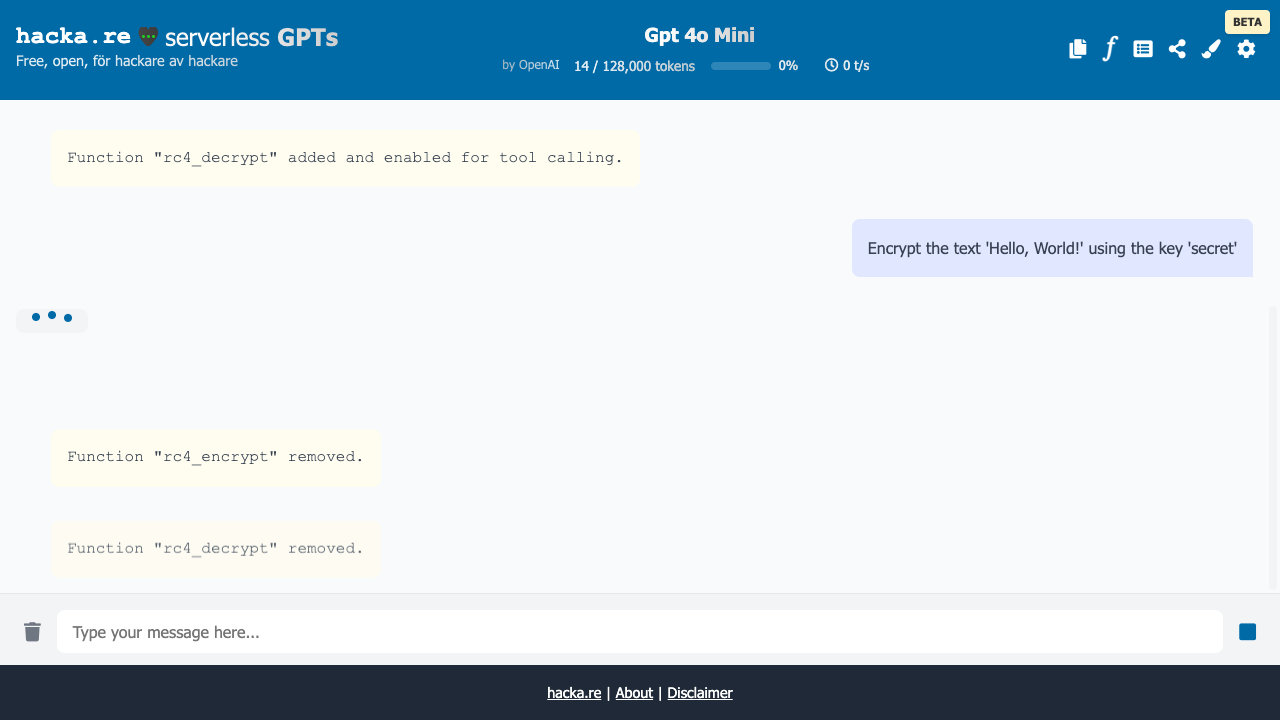 BETA
hacka.re serverless GPTs
Free, open, för hackare av hackare
Gpt 4o Mini
by OpenAI 14 / 128,000 tokens 0% 0 t/s
Function "rc4_decrypt" added and enabled for tool calling.
Encrypt the text 'Hello, World!' using the key 'secret'
Function "rc4_encrypt" removed.
Function "rc4_decrypt" removed.
Type your message here...
hacka.re | About | Disclaimer